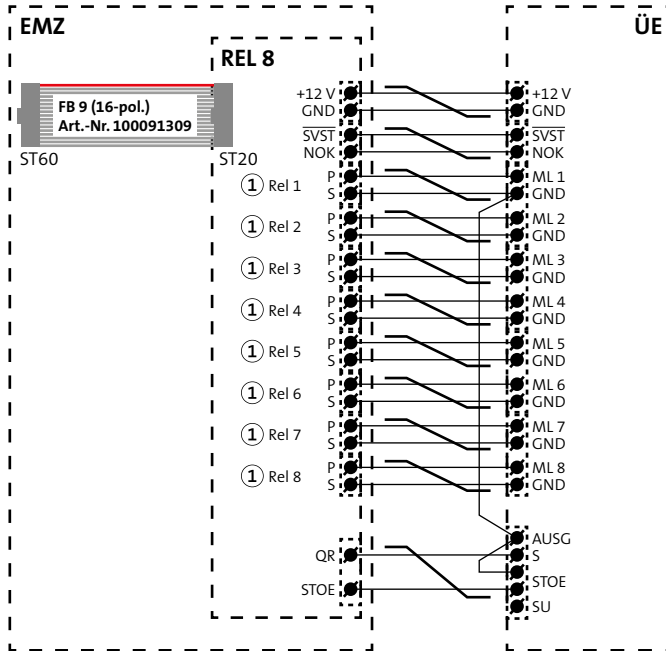 EMZ
ÜE
REL 8
FB 9 (16-pol.)
Art.-Nr. 100091309
ST60
ST20
+12 V
+12 V
GND
GND
SVST
SVST
NOK
NOK
1 Rel 1 P
ML 1
S
GND
1 Rel 2 P
ML 2
S
GND
1 Rel 3 P
ML 3
S
GND
1 Rel 4 P
ML 4
S
GND
1 Rel 5 P
ML 5
S
GND
1 Rel 6 P
ML 6
S
GND
1 Rel 7 P
ML 7
S
GND
1 Rel 8 P
ML 8
S
GND
AUSG
QR
S
STOE
STOE
SU